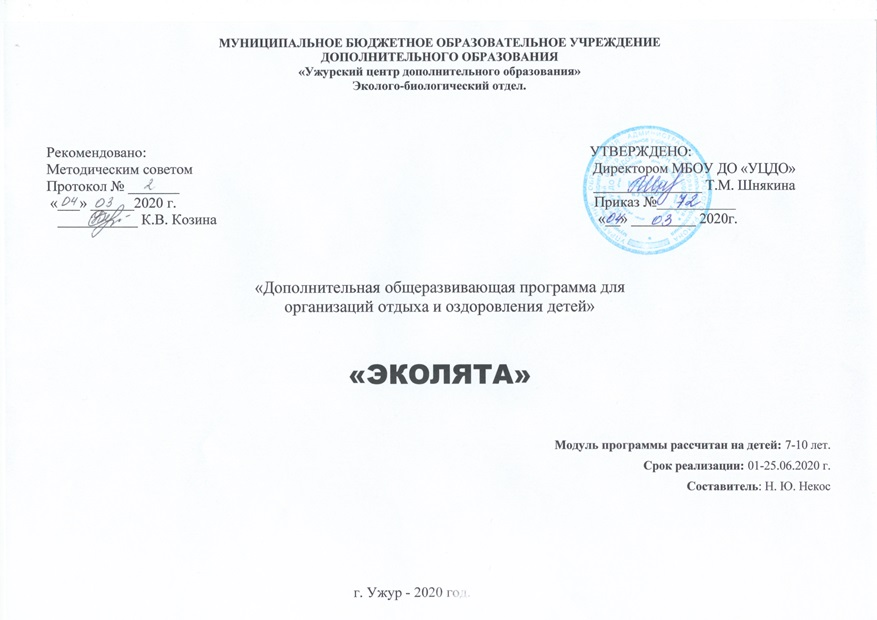 МУНИЦИПАЛЬНОЕ БЮДЖЕТНОЕ ОБРАЗОВАТЕЛЬНОЕ УЧРЕЖДЕНИЕ
ДОПОЛНИТЕЛЬНОГО ОБРАЗОВАНИЯ
«Ужурский центр дополнительного образования»
Эколого-биологический отдел.
Рекомендовано:
Методическим советом
Протокол № 2
«04» 03 2020 г.
К.В. Козина
УТВЕРЖДЕНО:
Директором МБОУ ДО «УЦДО»
Т.М. Шнякина
Приказ № 72
«04» 03 2020г.
«Дополнительная общеразвивающая программа для
организаций отдыха и оздоровления детей»
«ЭКОЛЯТА»
Модуль программы рассчитан на детей: 7-10 лет.
Срок реализации: 01-25.06.2020 г.
Составитель: Н. Ю. Некос
г. Ужур - 2020 год.